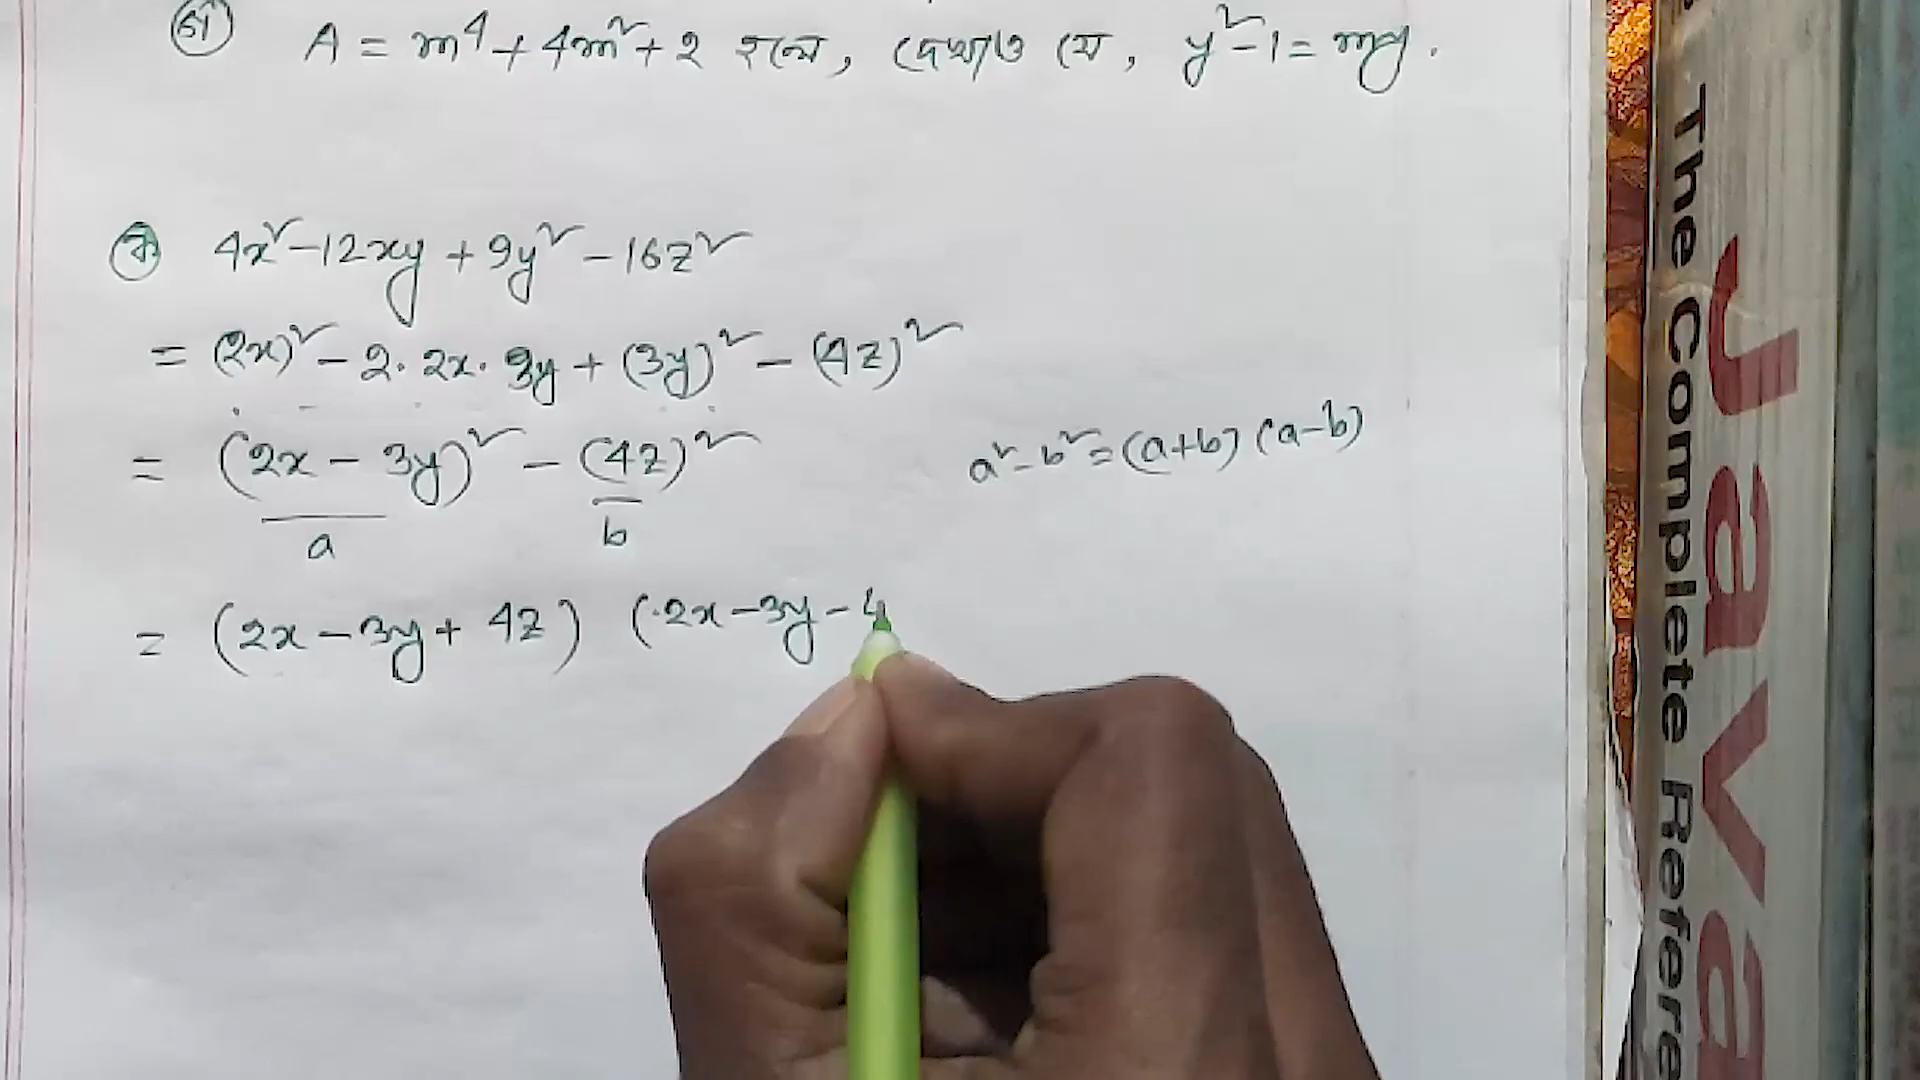 গ) A = m⁴ + 4m² + 2 হলে, দেখাও যে, y² - 1 = my.
ক) 4x² - 12xy + 9y² - 16z²
= (2x)² - 2. 2x. 3y + (3y)² - (4z)²
= (2x - 3y)² - (4z)²
a b
a² - b² = (a+b) (a-b)
= (2x - 3y + 4z) (2x - 3y - 4
Java
The Complete Refere